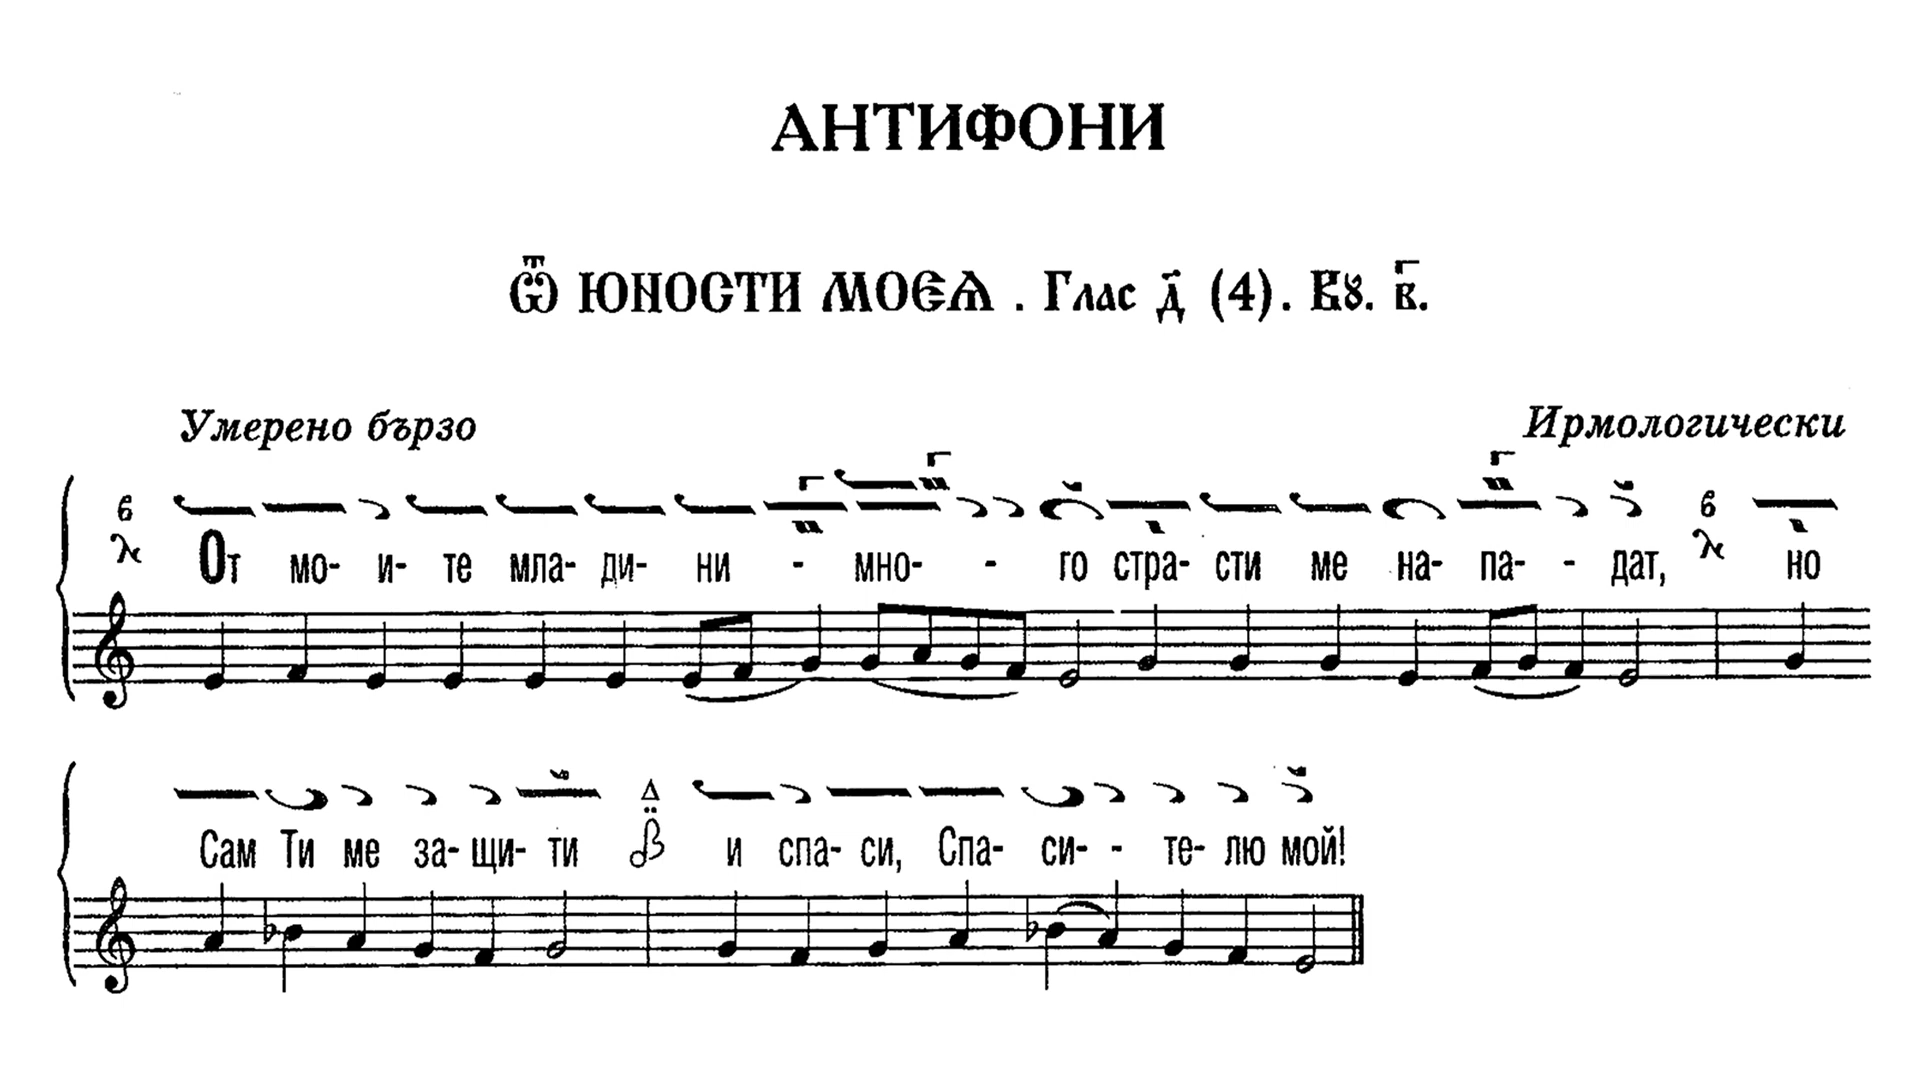 АНТИФОНИ
Ѿ ЮНОСТИ МОЕѦ . Глас д҃ (4). Вꙋ. в҃.
Умерено бързо
Ирмологически
От мо- и- те мла- ди- ни - мно- - го стра- сти ме на- па- - дат, но
Сам Ти ме за- щи- ти и спа- си, Спа- си- - те- лю мой!